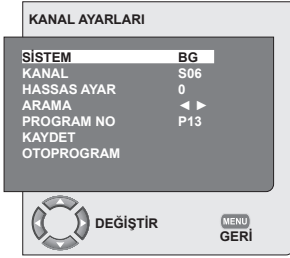 KANAL AYARLARI
SİSTEM BG
KANAL S06
HASSAS AYAR 0
ARAMA ◄ ►
PROGRAM NO P13
KAYDET
OTOPROGRAM
DEĞİŞTİR
MENU
GERİ